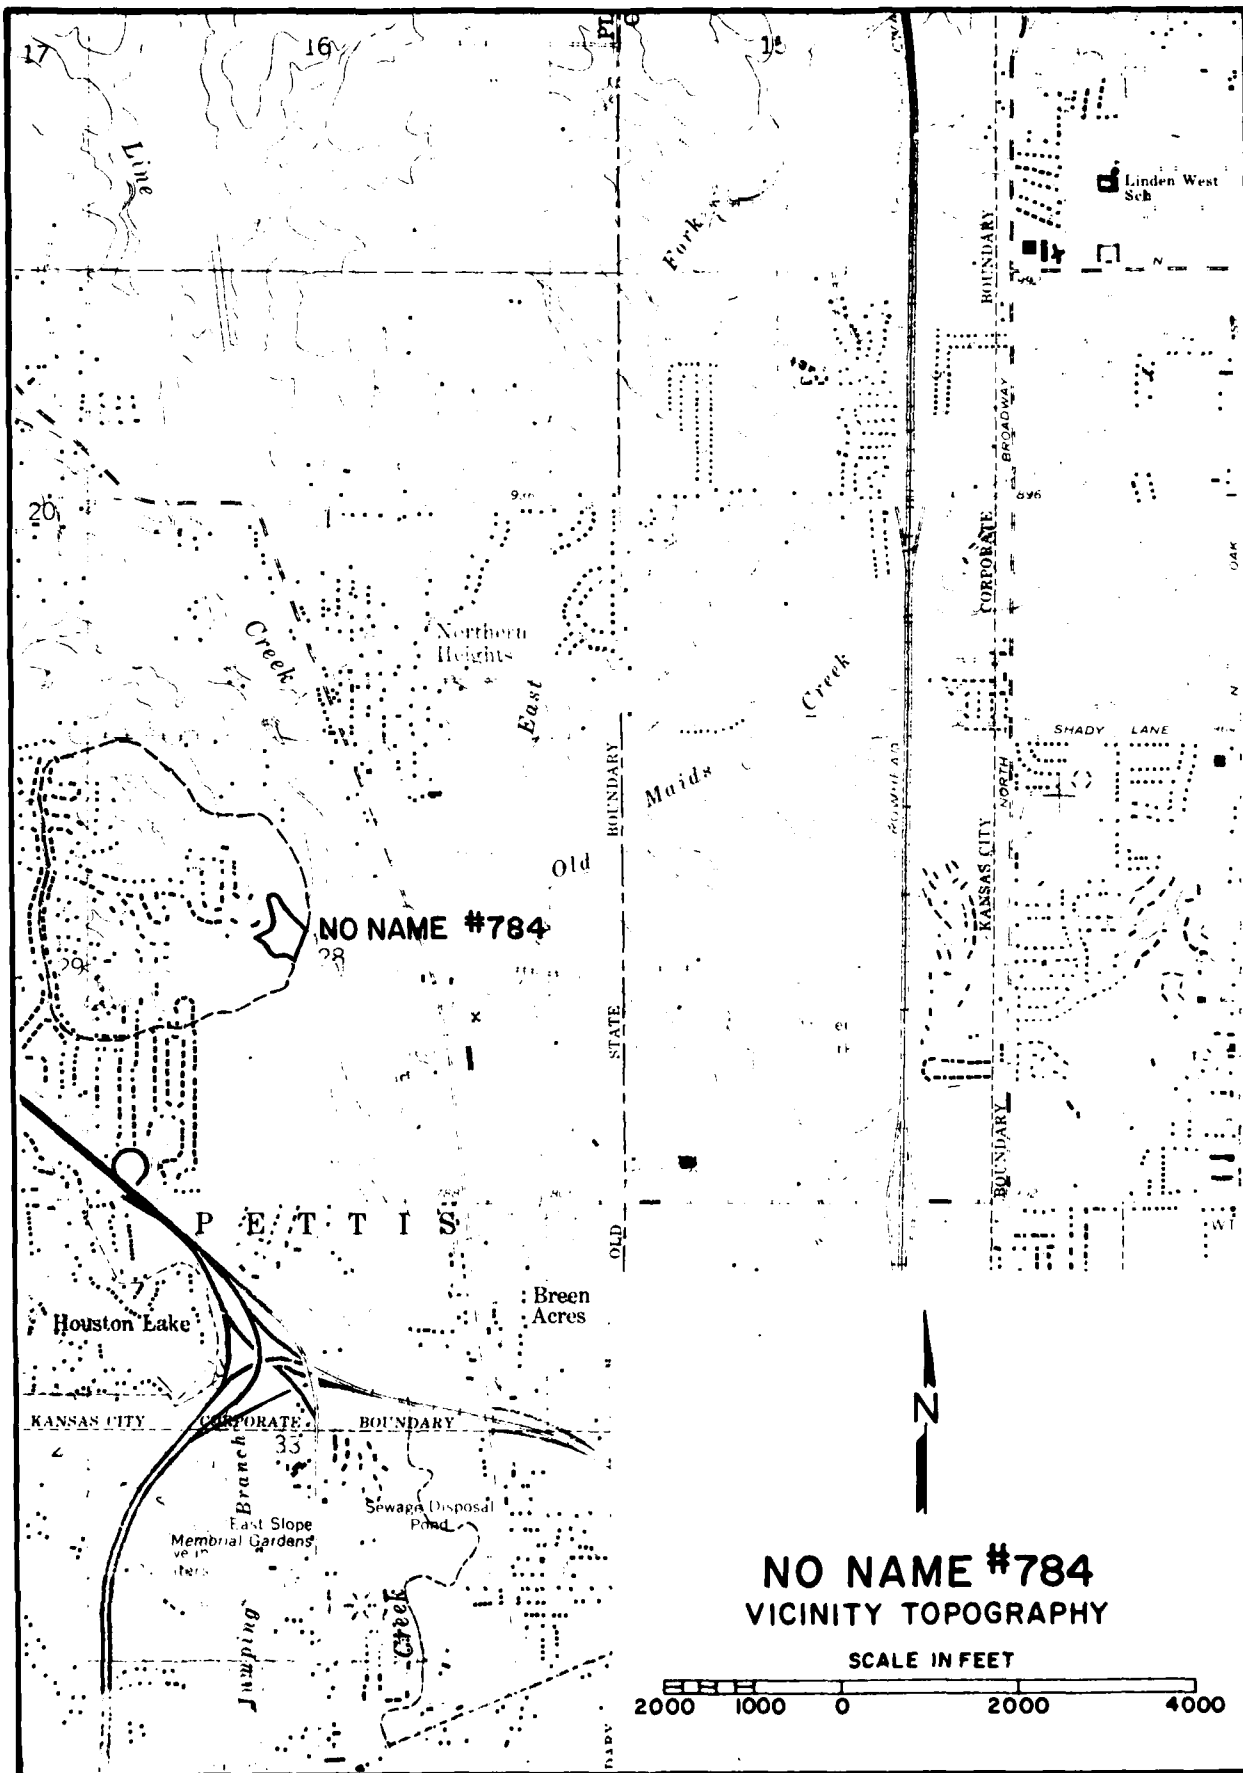 17
16
15
Line
Fork
Linden West
Sch
N
BOUNDARY
BROADWAY
936
896
20
CORPORATE
OAK
Northern
Heights
Creek
East
Creek
SHADY LANE
N
BOUNDARY
Maids
NORTH
KANSAS CITY
Old
NO NAME #784
28
29
STATE
BOUNDARY
PETTIS
OLD
Breen
Acres
Houston Lake
KANSAS CITY CORPORATE BOUNDARY
33
Branch
Sewage Disposal
Pond
East Slope
Memorial Gardens
Jumping
Creek
N
NO NAME #784
VICINITY TOPOGRAPHY
SCALE IN FEET
2000 1000 0 2000 4000